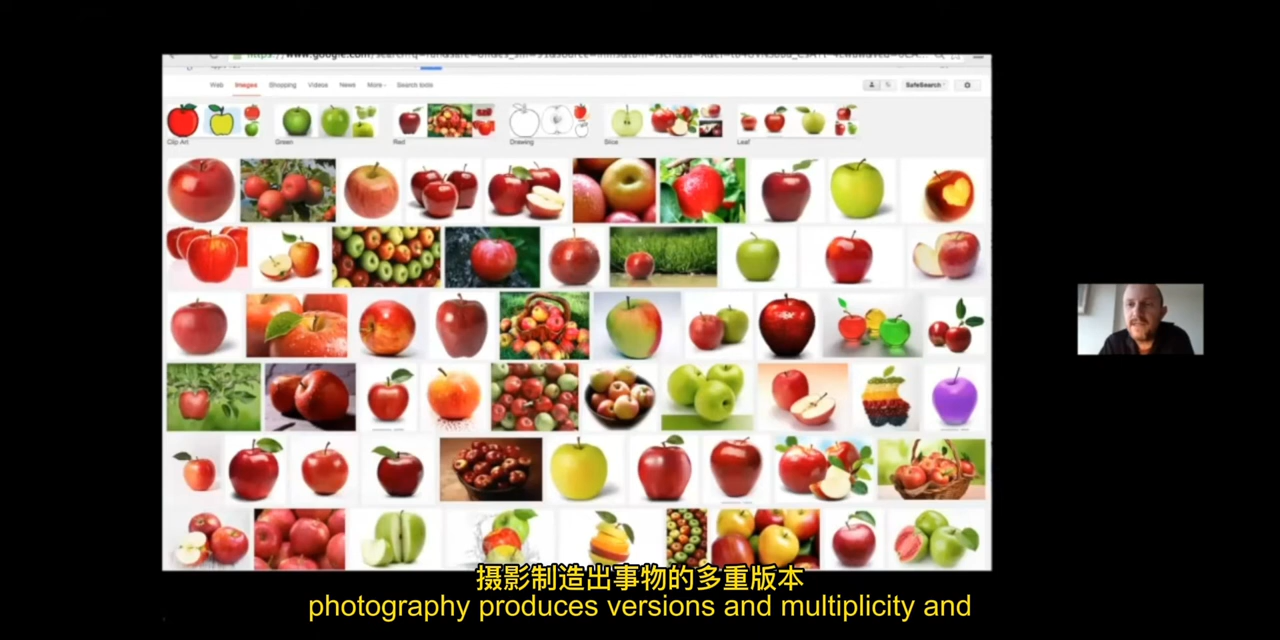 Web Images Shopping Videos News More Search tools SafeSearch
Clip Art Green Red Drawing Slice Leaf
摄影制造出事物的多重版本
photography produces versions and multiplicity and